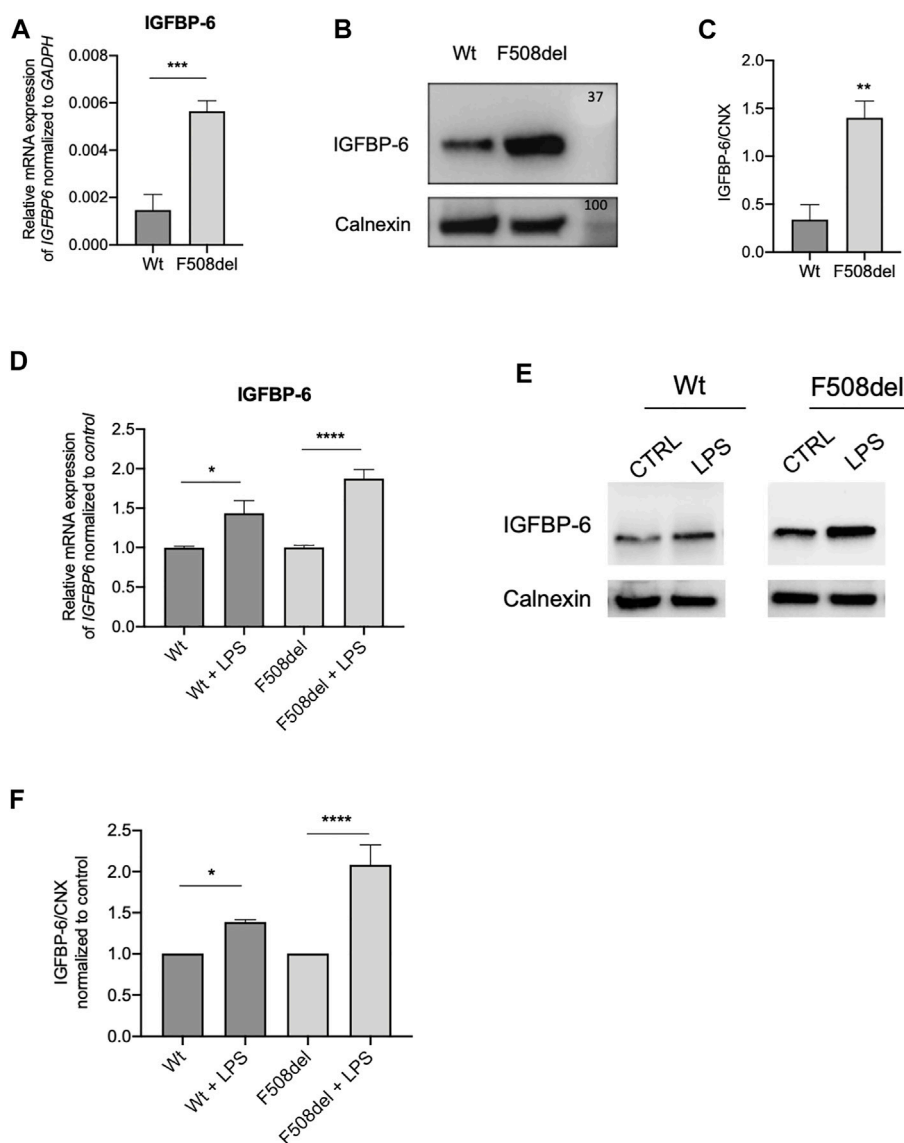 A
IGFBP-6
Relative mRNA expression
of IGFBP6 normalized to GADPH
0.008
0.006
0.004
0.002
0.000
***
Wt
F508del
B
Wt
F508del
37
IGFBP-6
100
Calnexin
C
IGFBP-6/CNX
2.0
1.5
1.0
0.5
0.0
**
Wt
F508del
D
IGFBP-6
Relative mRNA expression
of IGFBP6 normalized to control
2.5
2.0
1.5
1.0
0.5
0.0
*
****
Wt
Wt + LPS
F508del
F508del + LPS
E
Wt
F508del
CTRL
LPS
CTRL
LPS
IGFBP-6
Calnexin
F
IGFBP-6/CNX
normalized to control
2.5
2.0
1.5
1.0
0.5
0.0
*
****
Wt
Wt + LPS
F508del
F508del + LPS